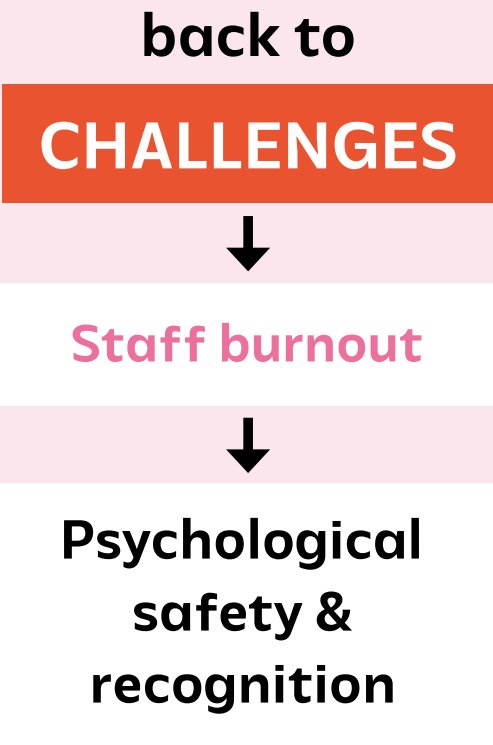 back to
CHALLENGES
Staff burnout
Psychological
safety &
recognition